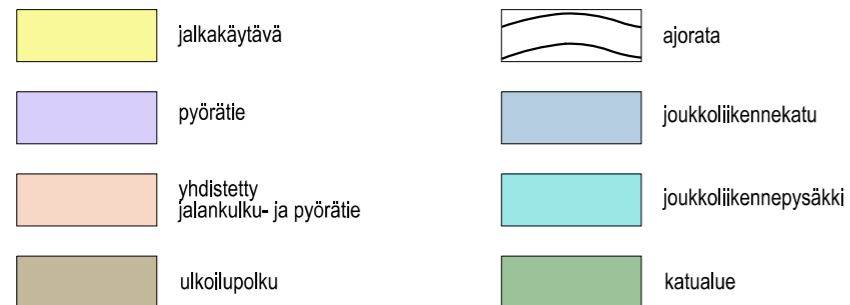 jalkakäytävä
pyörätie
yhdistetty
jalankulku- ja pyörätie
ulkoilupolku
ajorata
joukkoliikennekatu
joukkoliikennepysäkki
katualue